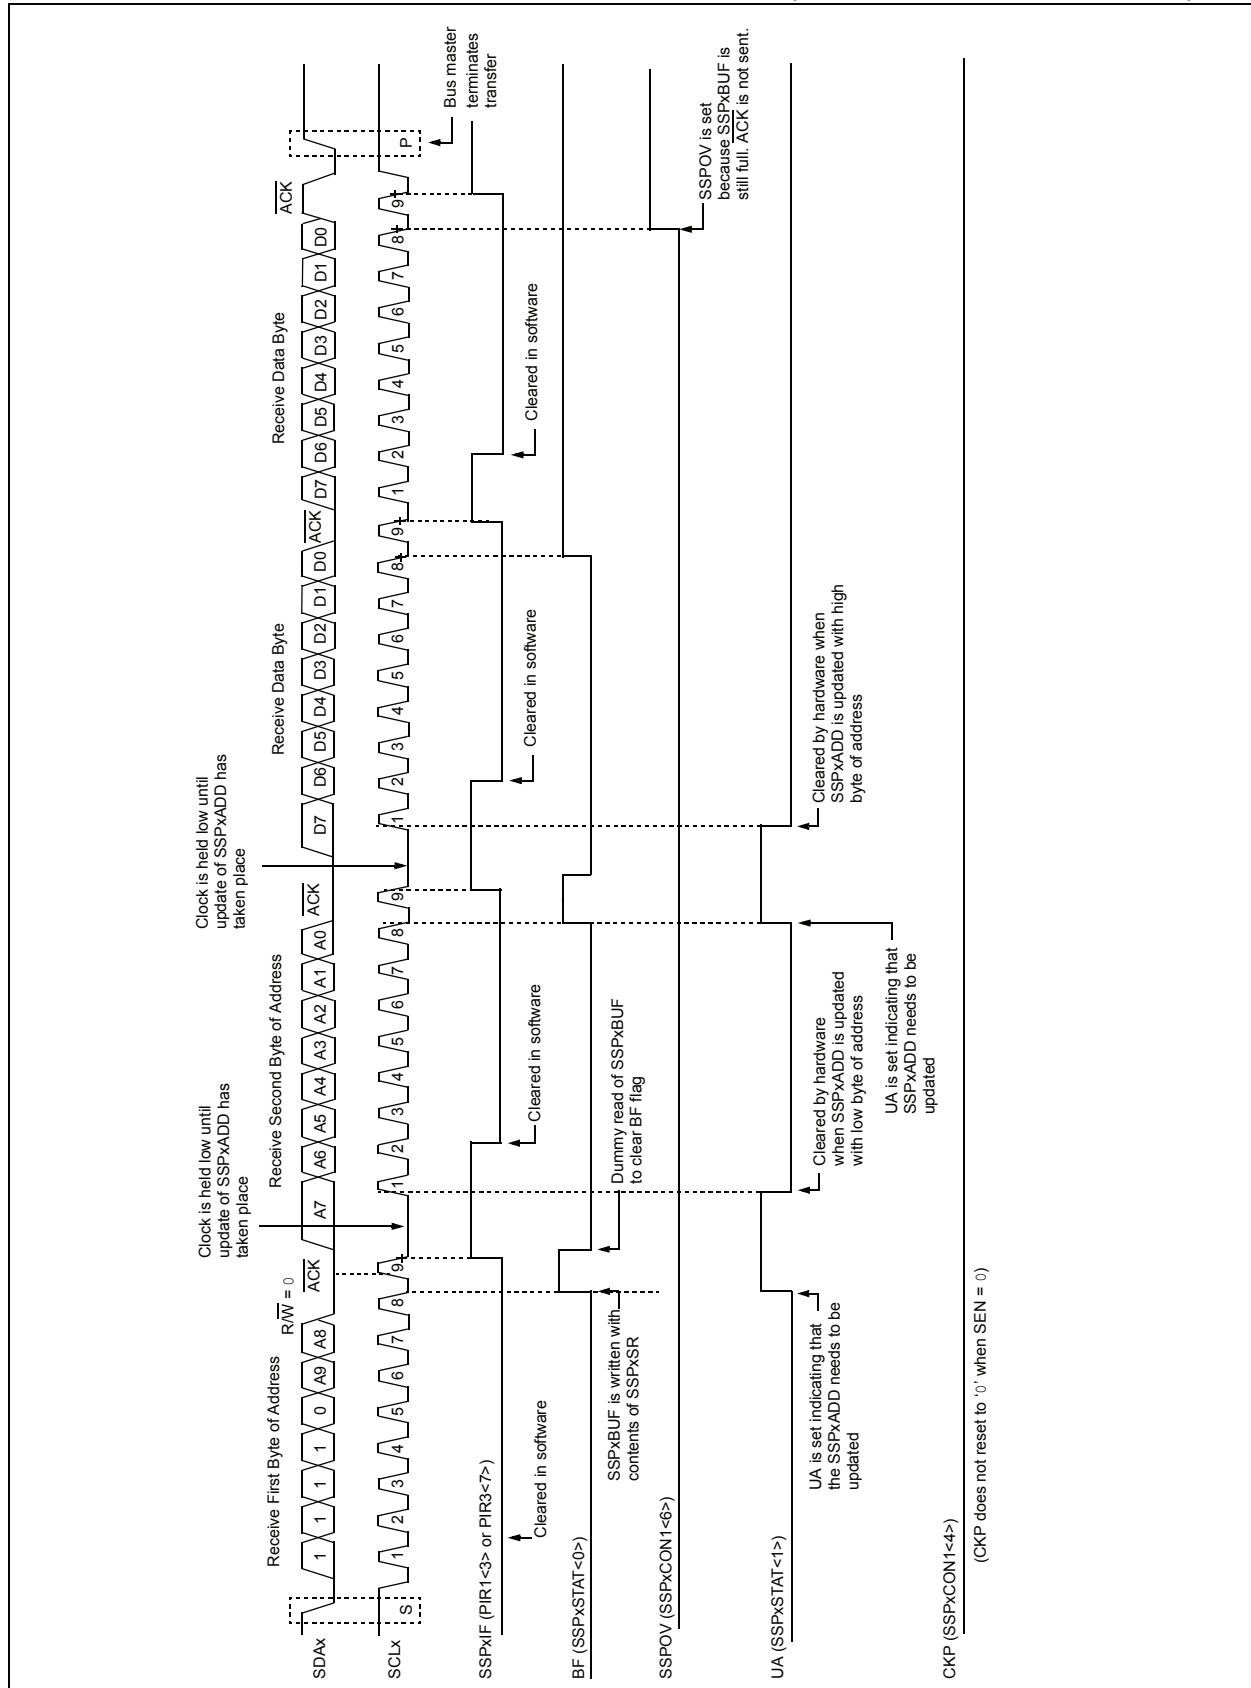 Receive First Byte of Address
R/W = 0
ACK
Clock is held low until
update of SSPxADD has
taken place
Receive Second Byte of Address
ACK
Clock is held low until
update of SSPxADD has
taken place
Receive Data Byte
ACK
Receive Data Byte
ACK
SDAx
1 1 1 1 0 A9 A8
A7 A6 A5 A4 A3 A2 A1 A0
D7 D6 D5 D4 D3 D2 D1 D0
D7 D6 D5 D4 D3 D2 D1 D0
SCLx
S
1 2 3 4 5 6 7 8 9
1 2 3 4 5 6 7 8 9
1 2 3 4 5 6 7 8 9
1 2 3 4 5 6 7 8 9
P
Bus master
terminates
transfer
SSPxIF (PIR1<3> or PIR3<7>)
Cleared in software
Cleared in software
Cleared in software
Cleared in software
BF (SSPxSTAT<0>)
SSPxBUF is written with
contents of SSPxSR
Dummy read of SSPxBUF
to clear BF flag
SSPOV (SSPxCON1<6>)
SSPOV is set
because SSPxBUF is
still full. ACK is not sent.
UA (SSPxSTAT<1>)
UA is set indicating that
the SSPxADD needs to be
updated
Cleared by hardware
when SSPxADD is updated
with low byte of address
UA is set indicating that
SSPxADD needs to be
updated
Cleared by hardware when
SSPxADD is updated with high
byte of address
CKP (SSPxCON1<4>)
(CKP does not reset to ‘0’ when SEN = 0)